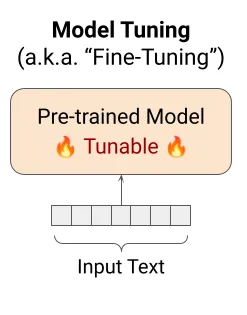 Model Tuning
(a.k.a. “Fine-Tuning”)
Pre-trained Model
🔥 Tunable 🔥
Input Text